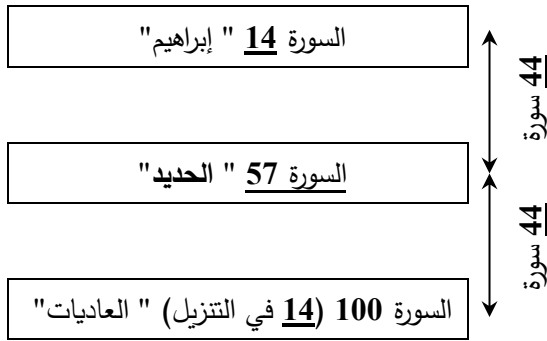 السورة 14 " إبراهيم"
44 سورة
السورة 57 " الحديد"
44 سورة
السورة 100 (14 في التنزيل) " العاديات"